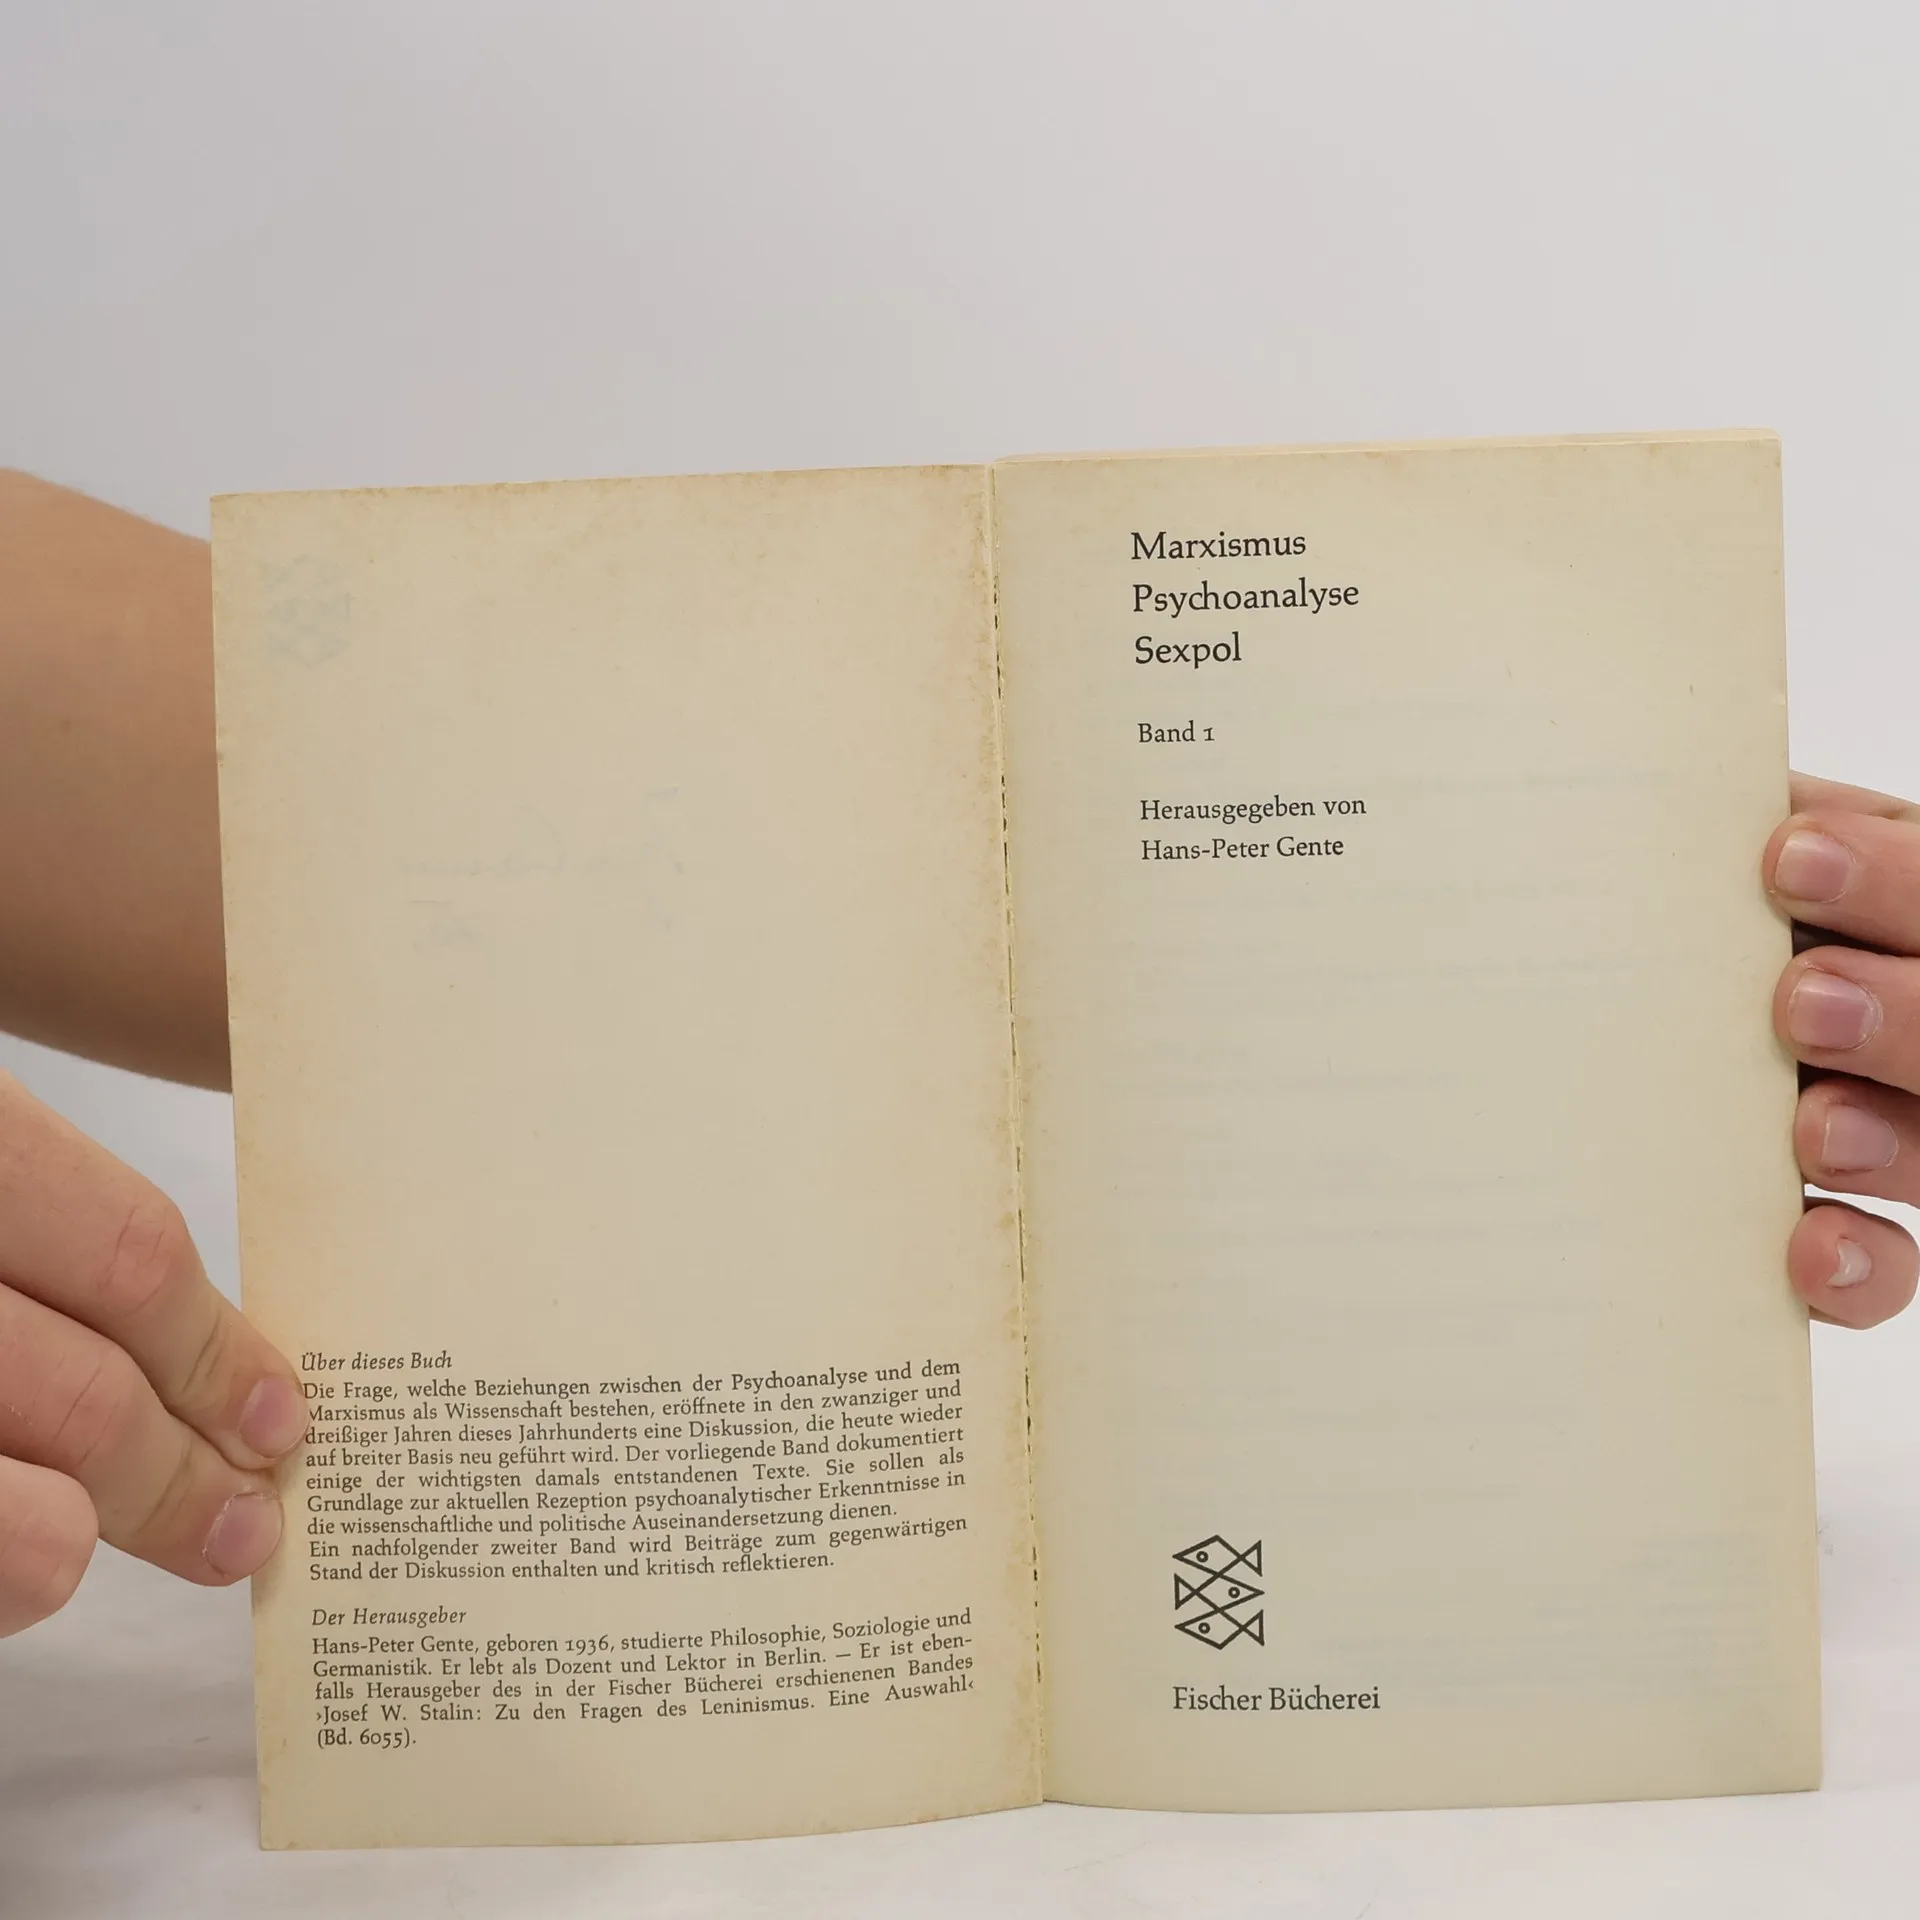 Über dieses Buch
Die Frage, welche Beziehungen zwischen der Psychoanalyse und dem
Marxismus als Wissenschaft bestehen, eröffnete in den zwanziger und
dreißiger Jahren dieses Jahrhunderts eine Diskussion, die heute wieder
auf breiter Basis neu geführt wird. Der vorliegende Band dokumentiert
einige der wichtigsten damals entstandenen Texte. Sie sollen als
Grundlage zur aktuellen Rezeption psychoanalytischer Erkenntnisse in
die wissenschaftliche und politische Auseinandersetzung dienen.
Ein nachfolgender zweiter Band wird Beiträge zum gegenwärtigen
Stand der Diskussion enthalten und kritisch reflektieren.
Der Herausgeber
Hans-Peter Gente, geboren 1936, studierte Philosophie, Soziologie und
Germanistik. Er lebt als Dozent und Lektor in Berlin. — Er ist eben-
falls Herausgeber des in der Fischer Bücherei erschienenen Bandes
›Josef W. Stalin: Zu den Fragen des Leninismus. Eine Auswahl‹
(Bd. 6055).
Marxismus
Psychoanalyse
Sexpol
Band 1
Herausgegeben von
Hans-Peter Gente
Fischer Bücherei